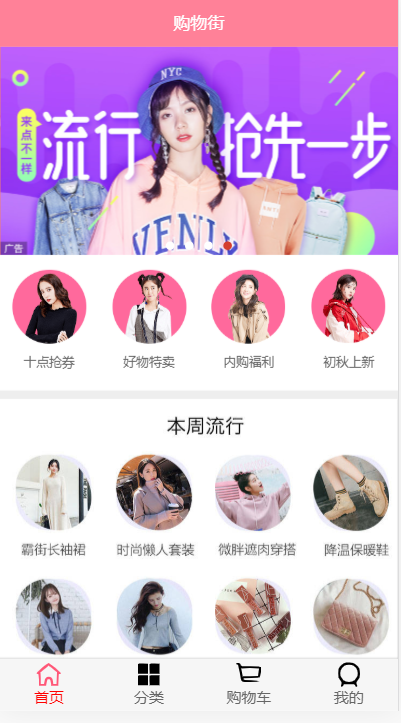 购物街
NYC
来点不一样
流行 抢先一步
VENLY
广告
十点抢券 好物特卖 内购福利 初秋上新
本周流行
霸街长袖裙 时尚懒人套装 微胖遮肉穿搭 降温保暖鞋
首页 分类 购物车 我的